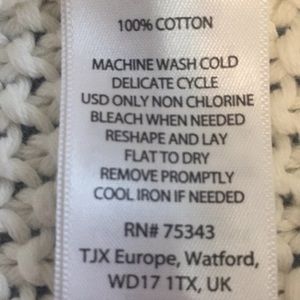 100% COTTON
MACHINE WASH COLD
DELICATE CYCLE
USD ONLY NON CHLORINE
BLEACH WHEN NEEDED
RESHAPE AND LAY
FLAT TO DRY
REMOVE PROMPTLY
COOL IRON IF NEEDED
RN# 75343
TJX Europe, Watford,
WD17 1TX, UK